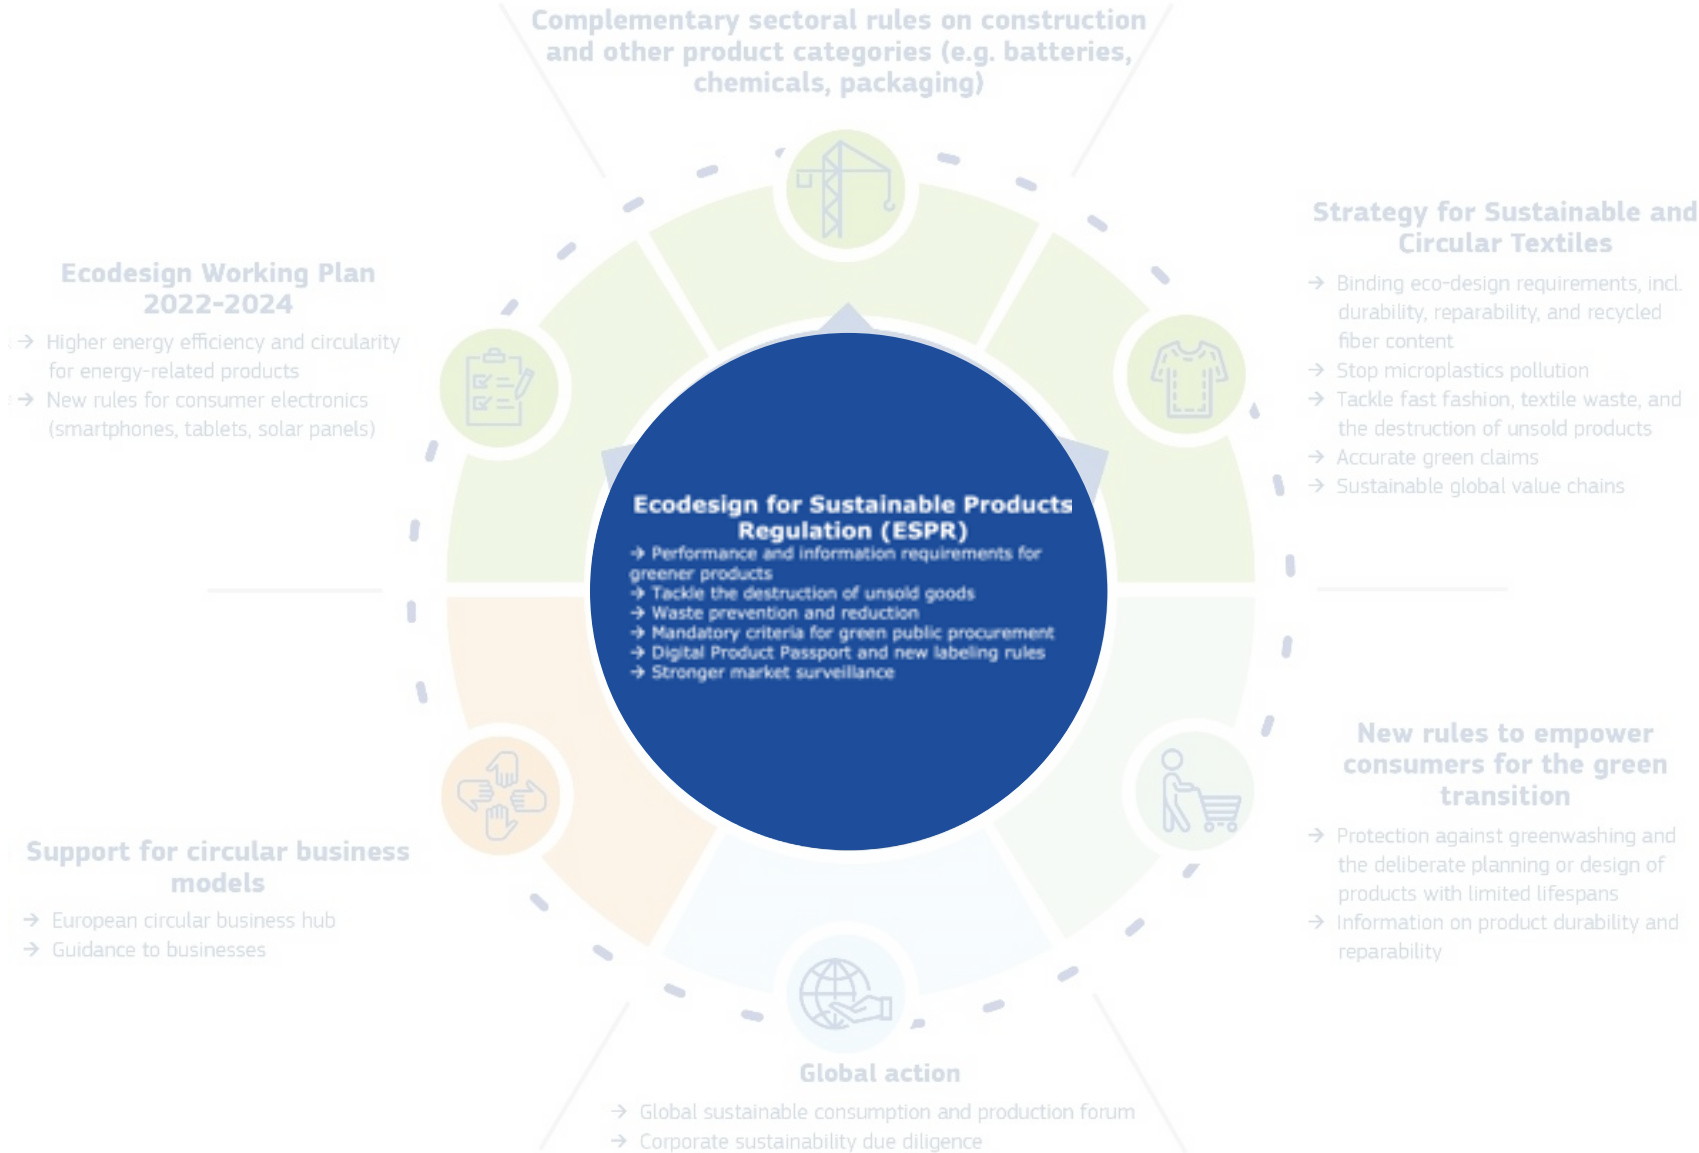 Complementary sectoral rules on construction
and other product categories (e.g. batteries,
chemicals, packaging)
Strategy for Sustainable and
Circular Textiles
→ Binding eco-design requirements, incl.
durability, reparability, and recycled
fiber content
→ Stop microplastics pollution
→ Tackle fast fashion, textile waste, and
the destruction of unsold products
→ Accurate green claims
→ Sustainable global value chains
Ecodesign Working Plan
2022-2024
→ Higher energy efficiency and circularity
for energy-related products
→ New rules for consumer electronics
(smartphones, tablets, solar panels)
Ecodesign for Sustainable Products
Regulation (ESPR)
→ Performance and information requirements for
greener products
→ Tackle the destruction of unsold goods
→ Waste prevention and reduction
→ Mandatory criteria for green public procurement
→ Digital Product Passport and new labeling rules
→ Stronger market surveillance
New rules to empower
consumers for the green
transition
→ Protection against greenwashing and
the deliberate planning or design of
products with limited lifespans
→ Information on product durability and
reparability
Support for circular business
models
→ European circular business hub
→ Guidance to businesses
Global action
→ Global sustainable consumption and production forum
→ Corporate sustainability due diligence